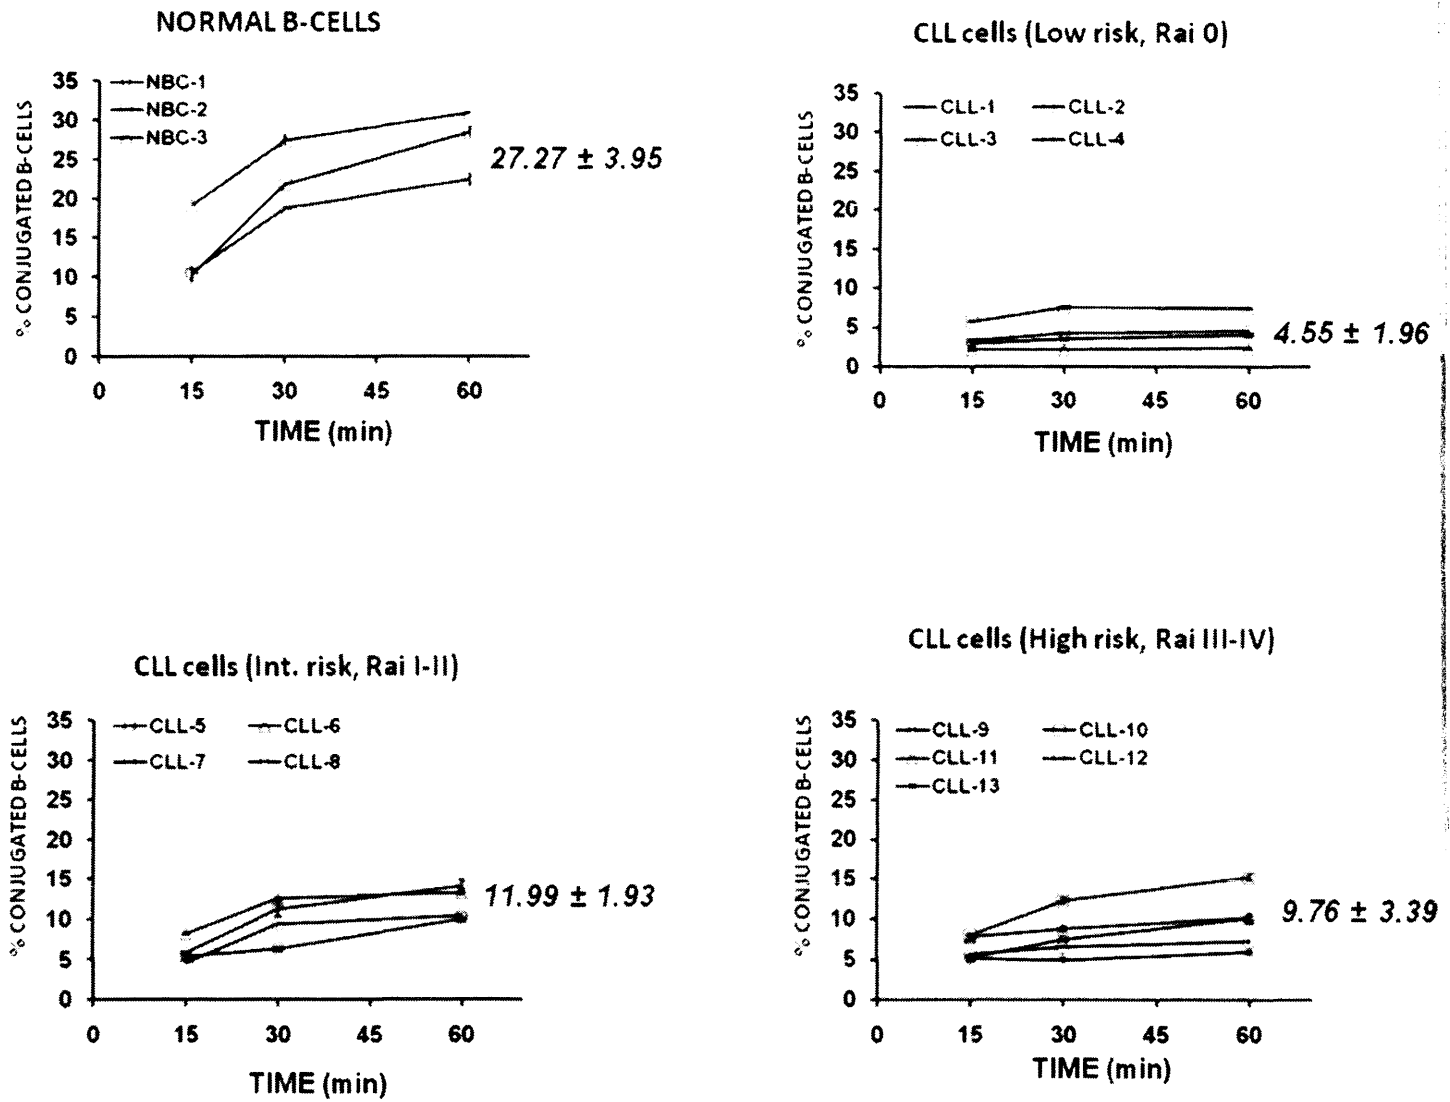 NORMAL B-CELLS
% CONJUGATED B-CELLS
35
30
25
20
15
10
5
0
NBC-1
NBC-2
NBC-3
27.27 ± 3.95
0 15 30 45 60
TIME (min)
CLL cells (Low risk, Rai 0)
% CONJUGATED B-CELLS
35
30
25
20
15
10
5
0
CLL-1 CLL-2
CLL-3 CLL-4
4.55 ± 1.96
0 15 30 45 60
TIME (min)
CLL cells (Int. risk, Rai I-II)
% CONJUGATED B-CELLS
35
30
25
20
15
10
5
0
CLL-5 CLL-6
CLL-7 CLL-8
11.99 ± 1.93
0 15 30 45 60
TIME (min)
CLL cells (High risk, Rai III-IV)
% CONJUGATED B-CELLS
35
30
25
20
15
10
5
0
CLL-9 CLL-10
CLL-11 CLL-12
CLL-13
9.76 ± 3.39
0 15 30 45 60
TIME (min)